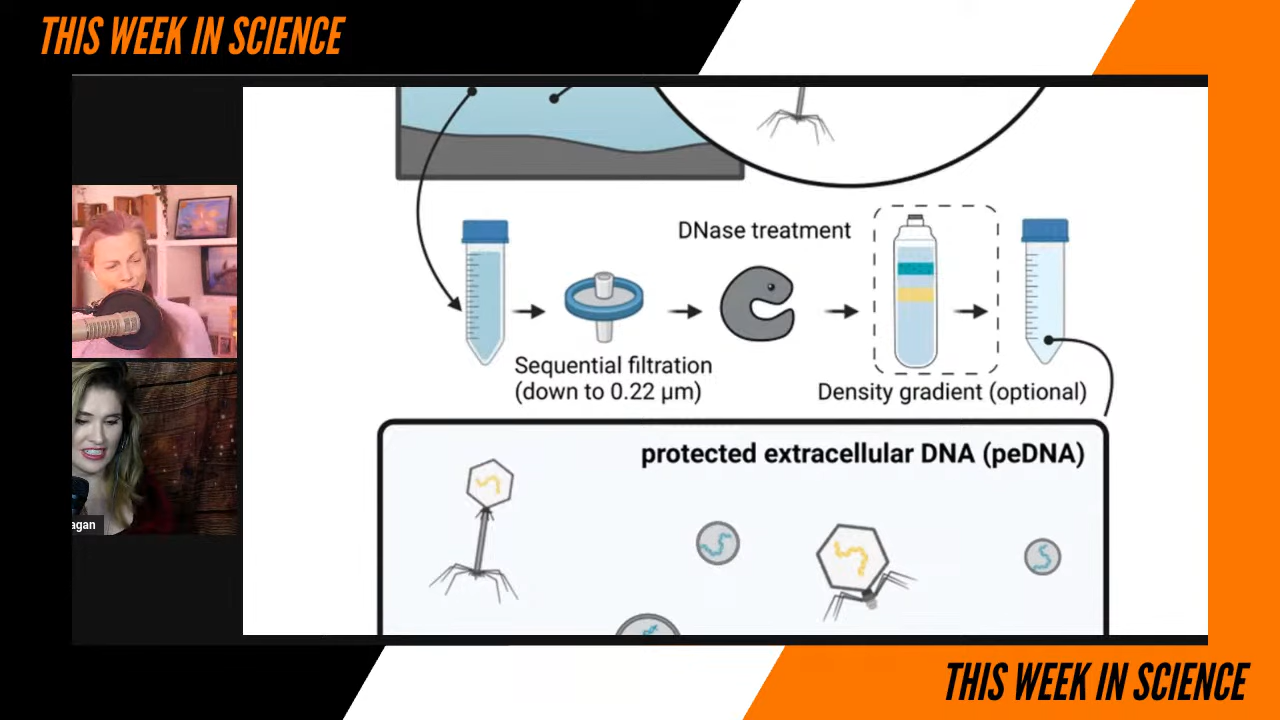 THIS WEEK IN SCIENCE
DNase treatment
Sequential filtration
(down to 0.22 µm)
Density gradient (optional)
protected extracellular DNA (peDNA)
agan
THIS WEEK IN SCIENCE